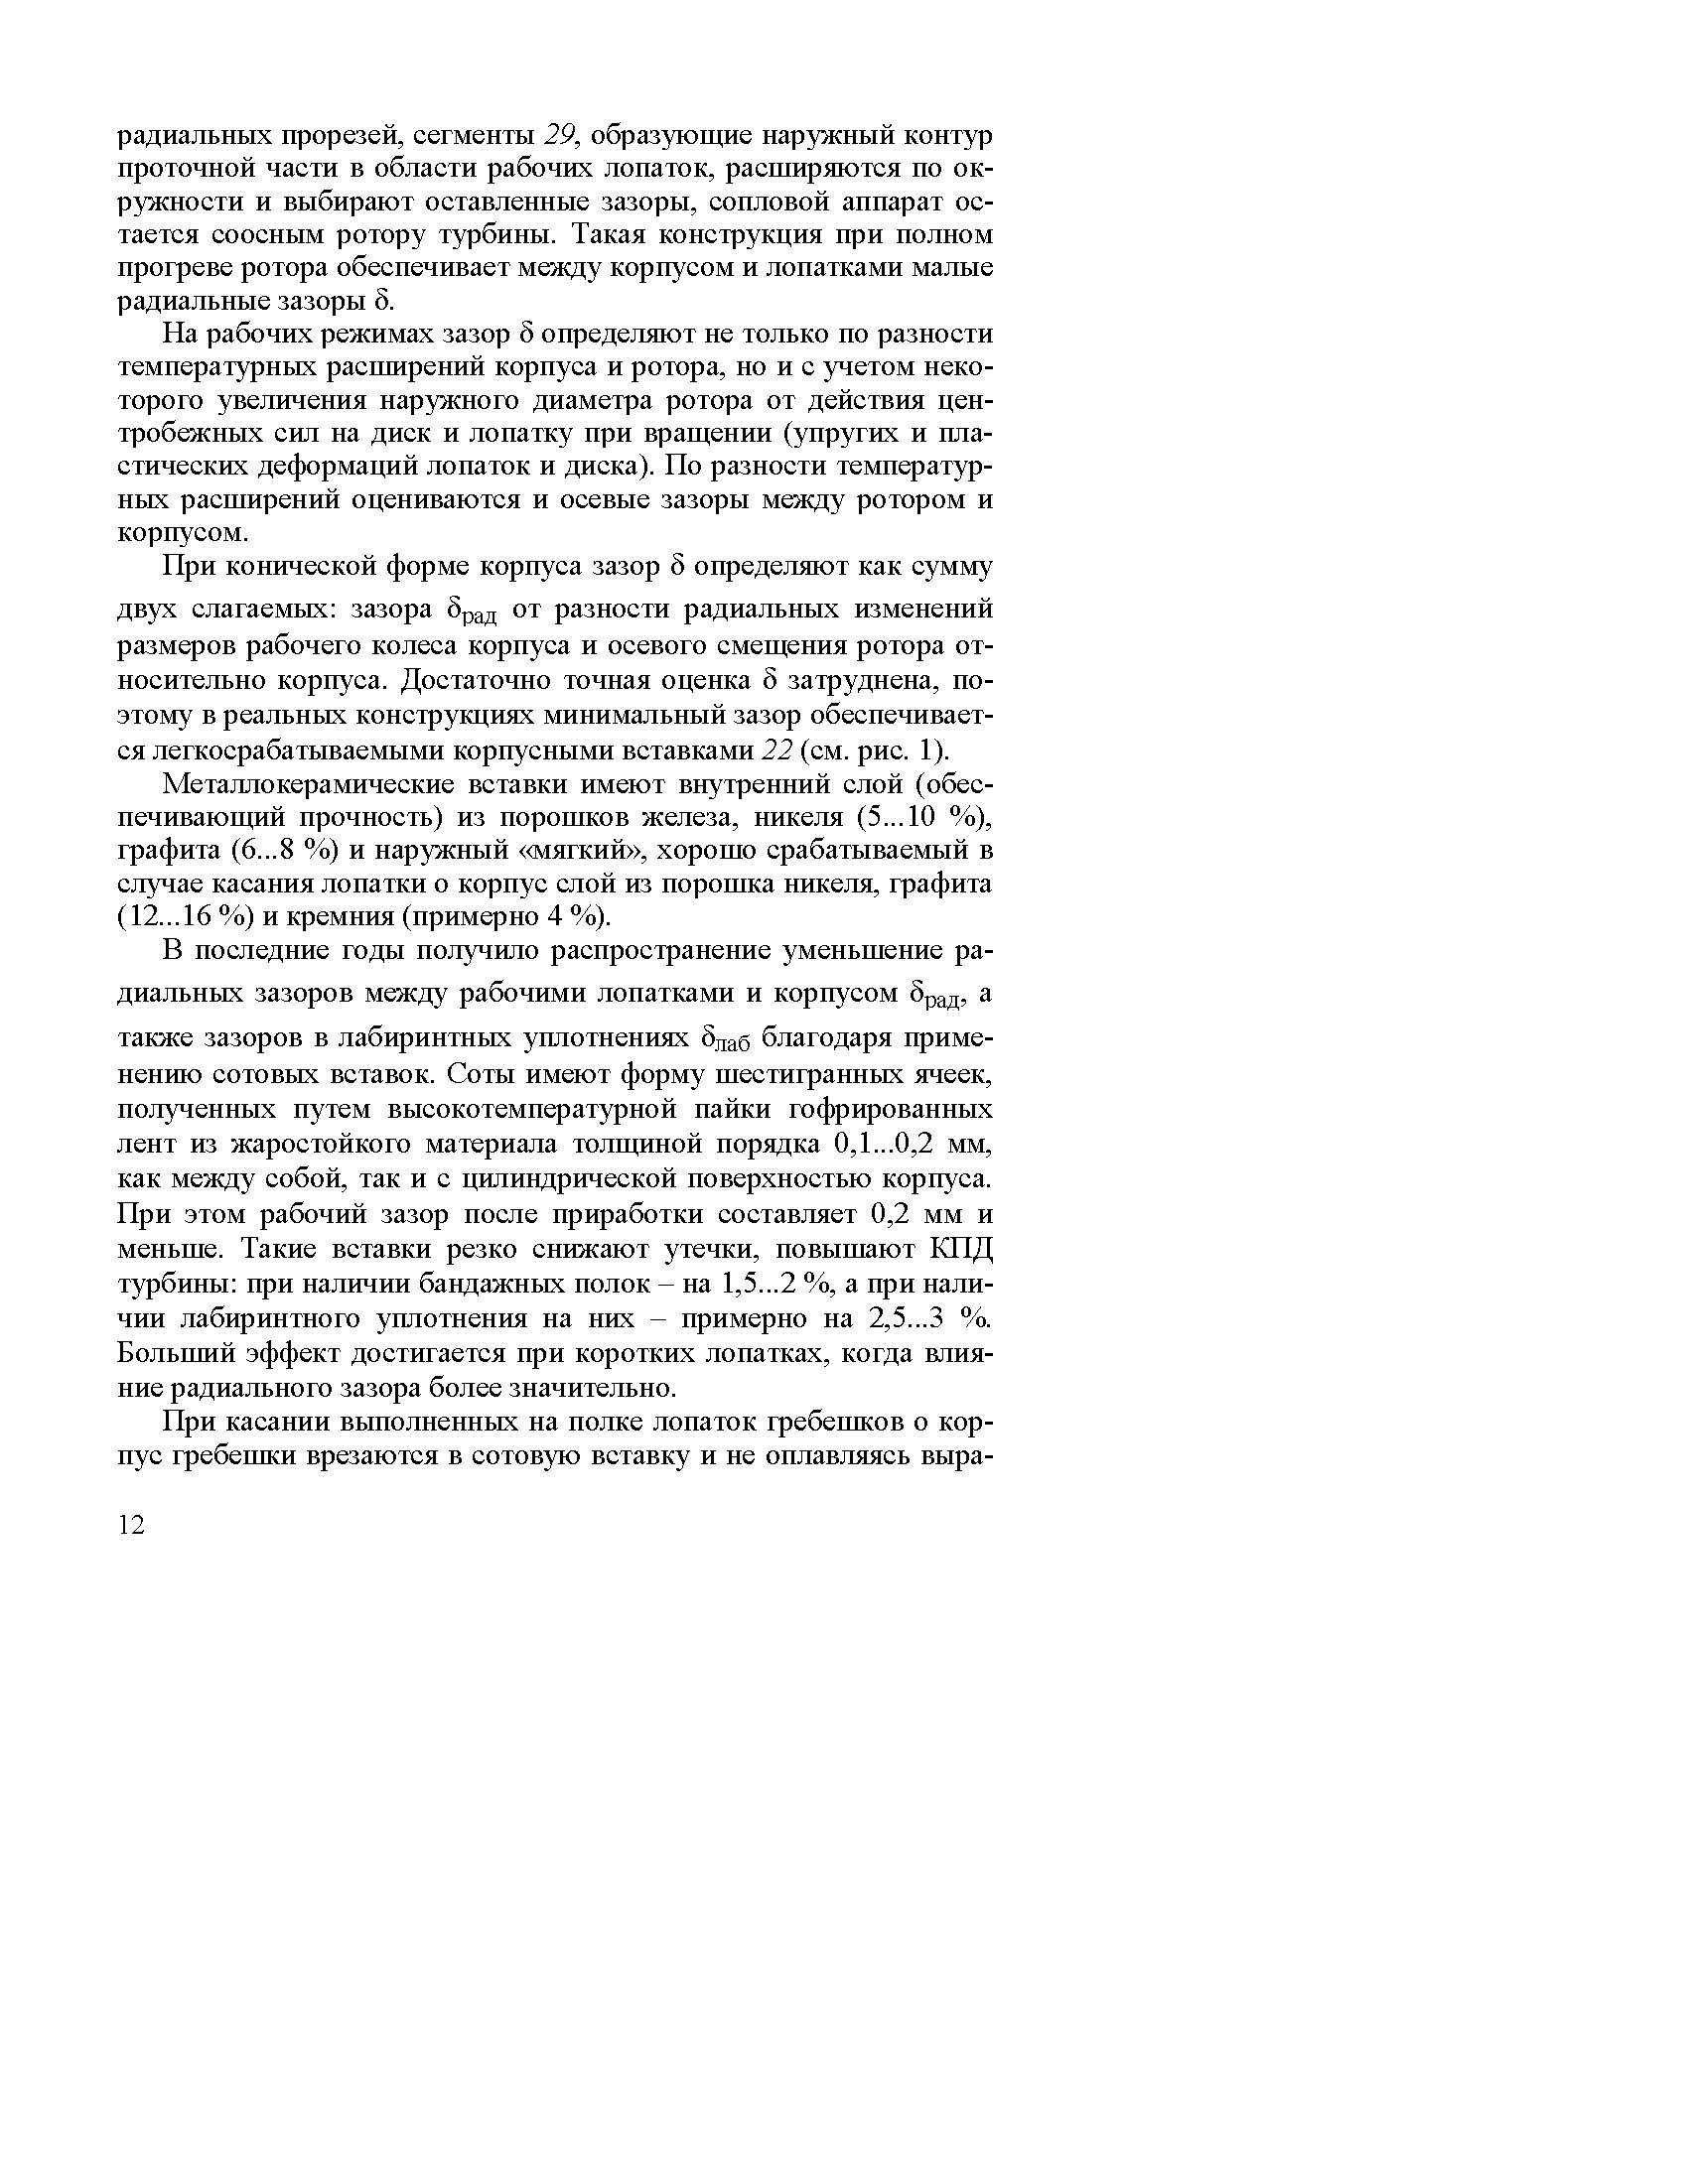 радиальных прорезей, сегменты 29, образующие наружный контур
проточной части в области рабочих лопаток, расширяются по ок-
ружности и выбирают оставленные зазоры, сопловой аппарат ос-
тается соосным ротору турбины. Такая конструкция при полном
прогреве ротора обеспечивает между корпусом и лопатками малые
радиальные зазоры δ.
На рабочих режимах зазор δ определяют не только по разности
температурных расширений корпуса и ротора, но и с учетом неко-
торого увеличения наружного диаметра ротора от действия цен-
тробежных сил на диск и лопатку при вращении (упругих и пла-
стических деформаций лопаток и диска). По разности температур-
ных расширений оцениваются и осевые зазоры между ротором и
корпусом.
При конической форме корпуса зазор δ определяют как сумму
двух слагаемых: зазора δрад от разности радиальных изменений
размеров рабочего колеса корпуса и осевого смещения ротора от-
носительно корпуса. Достаточно точная оценка δ затруднена, по-
этому в реальных конструкциях минимальный зазор обеспечивает-
ся легкосрабатываемыми корпусными вставками 22 (см. рис. 1).
Металлокерамические вставки имеют внутренний слой (обес-
печивающий прочность) из порошков железа, никеля (5...10 %),
графита (6...8 %) и наружный «мягкий», хорошо срабатываемый в
случае касания лопатки о корпус слой из порошка никеля, графита
(12...16 %) и кремния (примерно 4 %).
В последние годы получило распространение уменьшение ра-
диальных зазоров между рабочими лопатками и корпусом δрад, а
также зазоров в лабиринтных уплотнениях δлаб благодаря приме-
нению сотовых вставок. Соты имеют форму шестигранных ячеек,
полученных путем высокотемпературной пайки гофрированных
лент из жаростойкого материала толщиной порядка 0,1...0,2 мм,
как между собой, так и с цилиндрической поверхностью корпуса.
При этом рабочий зазор после приработки составляет 0,2 мм и
меньше. Такие вставки резко снижают утечки, повышают КПД
турбины: при наличии бандажных полок – на 1,5...2 %, а при нали-
чии лабиринтного уплотнения на них – примерно на 2,5...3 %.
Больший эффект достигается при коротких лопатках, когда влия-
ние радиального зазора более значительно.
При касании выполненных на полке лопаток гребешков о кор-
пус гребешки врезаются в сотовую вставку и не оплавляясь выра-
12